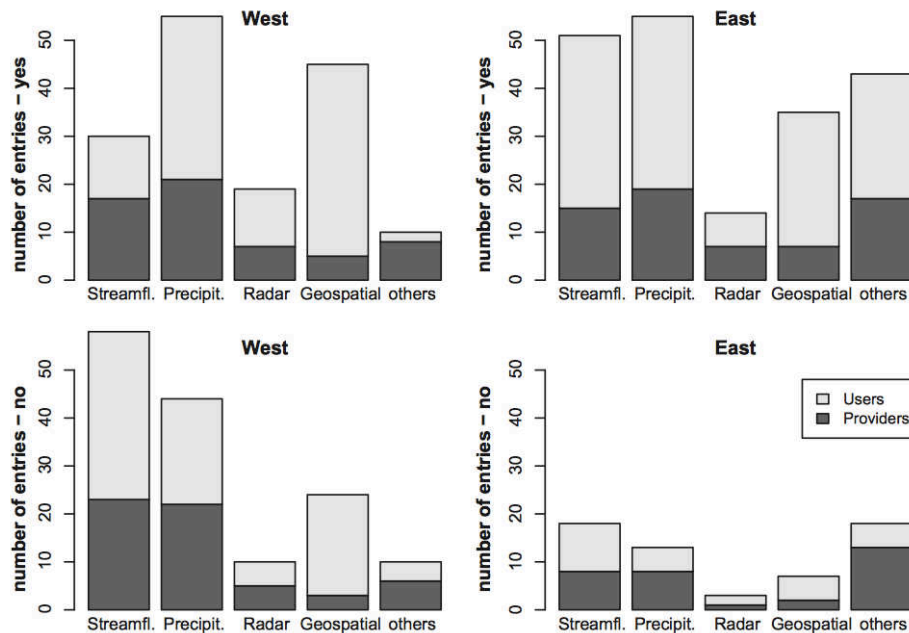 West
number of entries − yes
0 10 20 30 40 50
Streamfl. Precipit. Radar Geospatial others
East
number of entries − yes
0 10 20 30 40 50
Streamfl. Precipit. Radar Geospatial others
West
number of entries − no
0 10 20 30 40 50
Streamfl. Precipit. Radar Geospatial others
East
number of entries − no
0 10 20 30 40 50
Users
Providers
Streamfl. Precipit. Radar Geospatial others